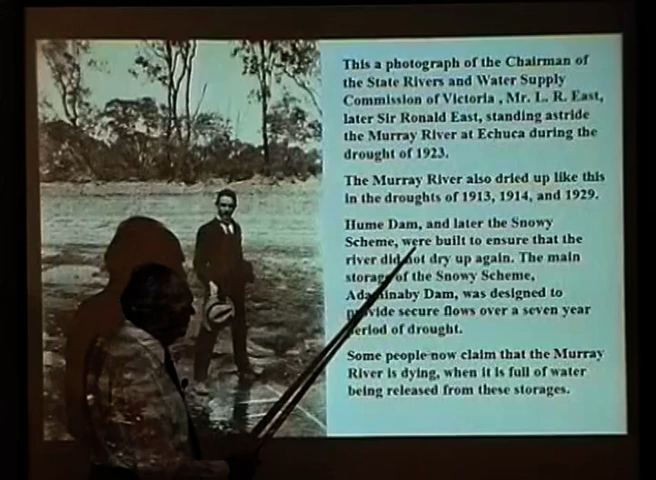 This a photograph of the Chairman of
the State Rivers and Water Supply
Commission of Victoria , Mr. L. R. East,
later Sir Ronald East, standing astride
the Murray River at Echuca during the
drought of 1923.
The Murray River also dried up like this
in the droughts of 1913, 1914, and 1929.
Hume Dam, and later the Snowy
Scheme, were built to ensure that the
river did not dry up again. The main
storage of the Snowy Scheme,
Adaminaby Dam, was designed to
provide secure flows over a seven year
period of drought.
Some people now claim that the Murray
River is dying, when it is full of water
being released from these storages.